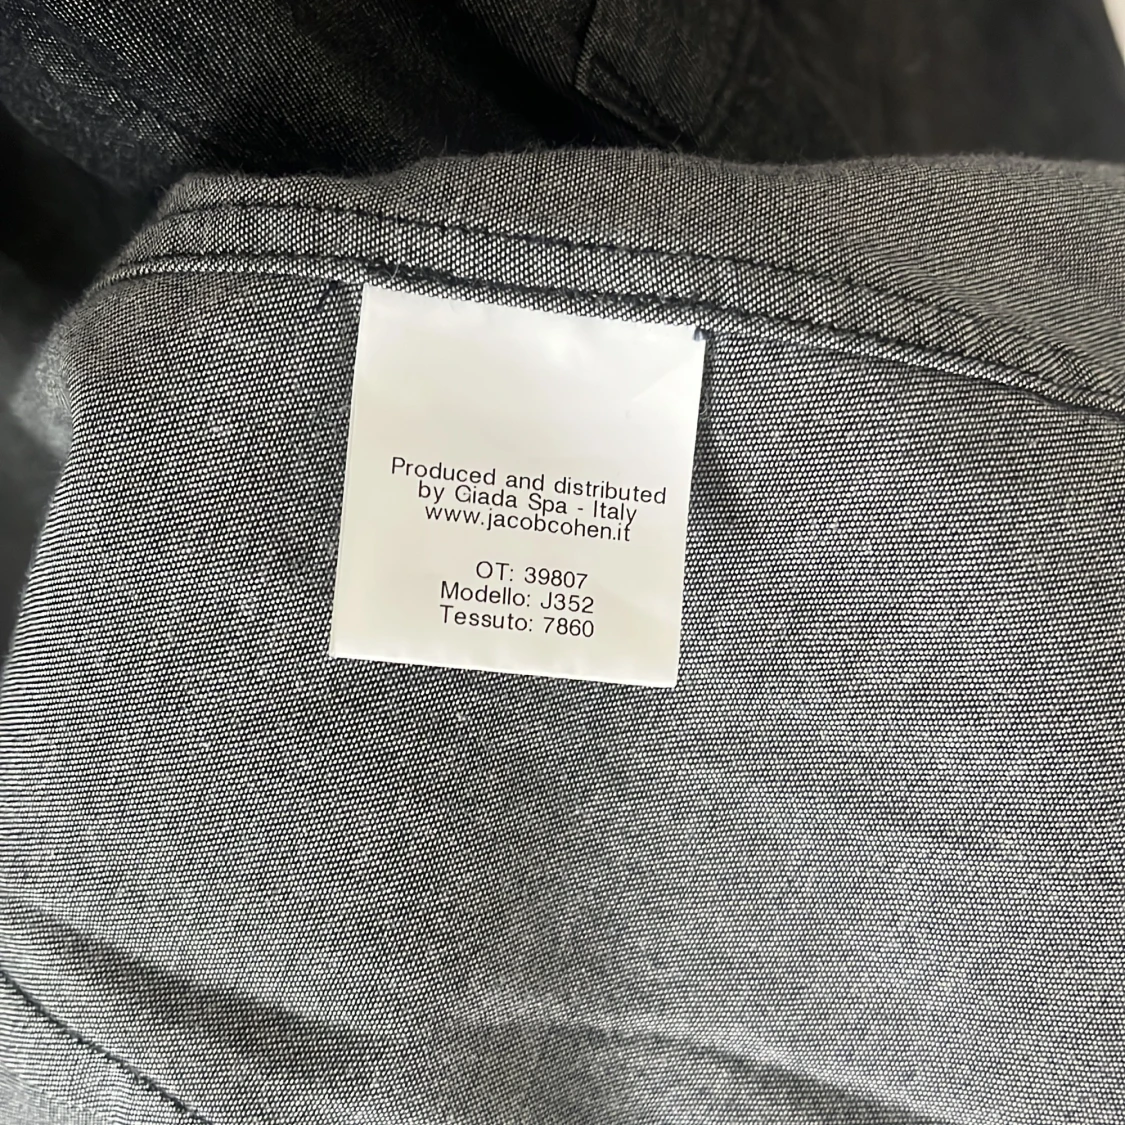 Produced and distributed
by Giada Spa - Italy
www.jacobcohen.it
OT: 39807
Modello: J352
Tessuto: 7860